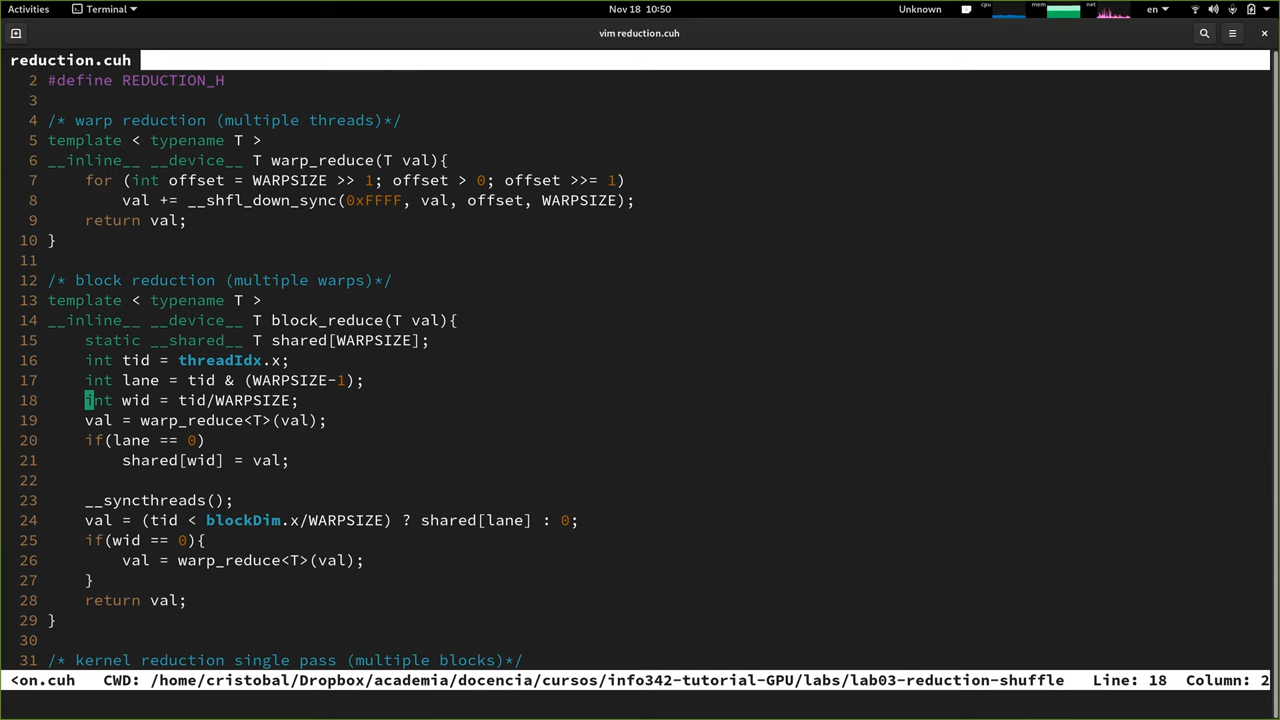 Activities Terminal Nov 18 10:50 Unknown cpu mem net en
vim reduction.cuh
reduction.cuh
2 #define REDUCTION_H
3
4 /* warp reduction (multiple threads)*/
5 template < typename T >
6 __inline__ __device__ T warp_reduce(T val){
7     for (int offset = WARPSIZE >> 1; offset > 0; offset >>= 1)
8         val += __shfl_down_sync(0xFFFF, val, offset, WARPSIZE);
9     return val;
10 }
11
12 /* block reduction (multiple warps)*/
13 template < typename T >
14 __inline__ __device__ T block_reduce(T val){
15     static __shared__ T shared[WARPSIZE];
16     int tid = threadIdx.x;
17     int lane = tid & (WARPSIZE-1);
18     int wid = tid/WARPSIZE;
19     val = warp_reduce<T>(val);
20     if(lane == 0)
21         shared[wid] = val;
22
23     __syncthreads();
24     val = (tid < blockDim.x/WARPSIZE) ? shared[lane] : 0;
25     if(wid == 0){
26         val = warp_reduce<T>(val);
27     }
28     return val;
29 }
30
31 /* kernel reduction single pass (multiple blocks)*/
<on.cuh   CWD: /home/cristobal/Dropbox/academia/docencia/cursos/info342-tutorial-GPU/labs/lab03-reduction-shuffle   Line: 18  Column: 2